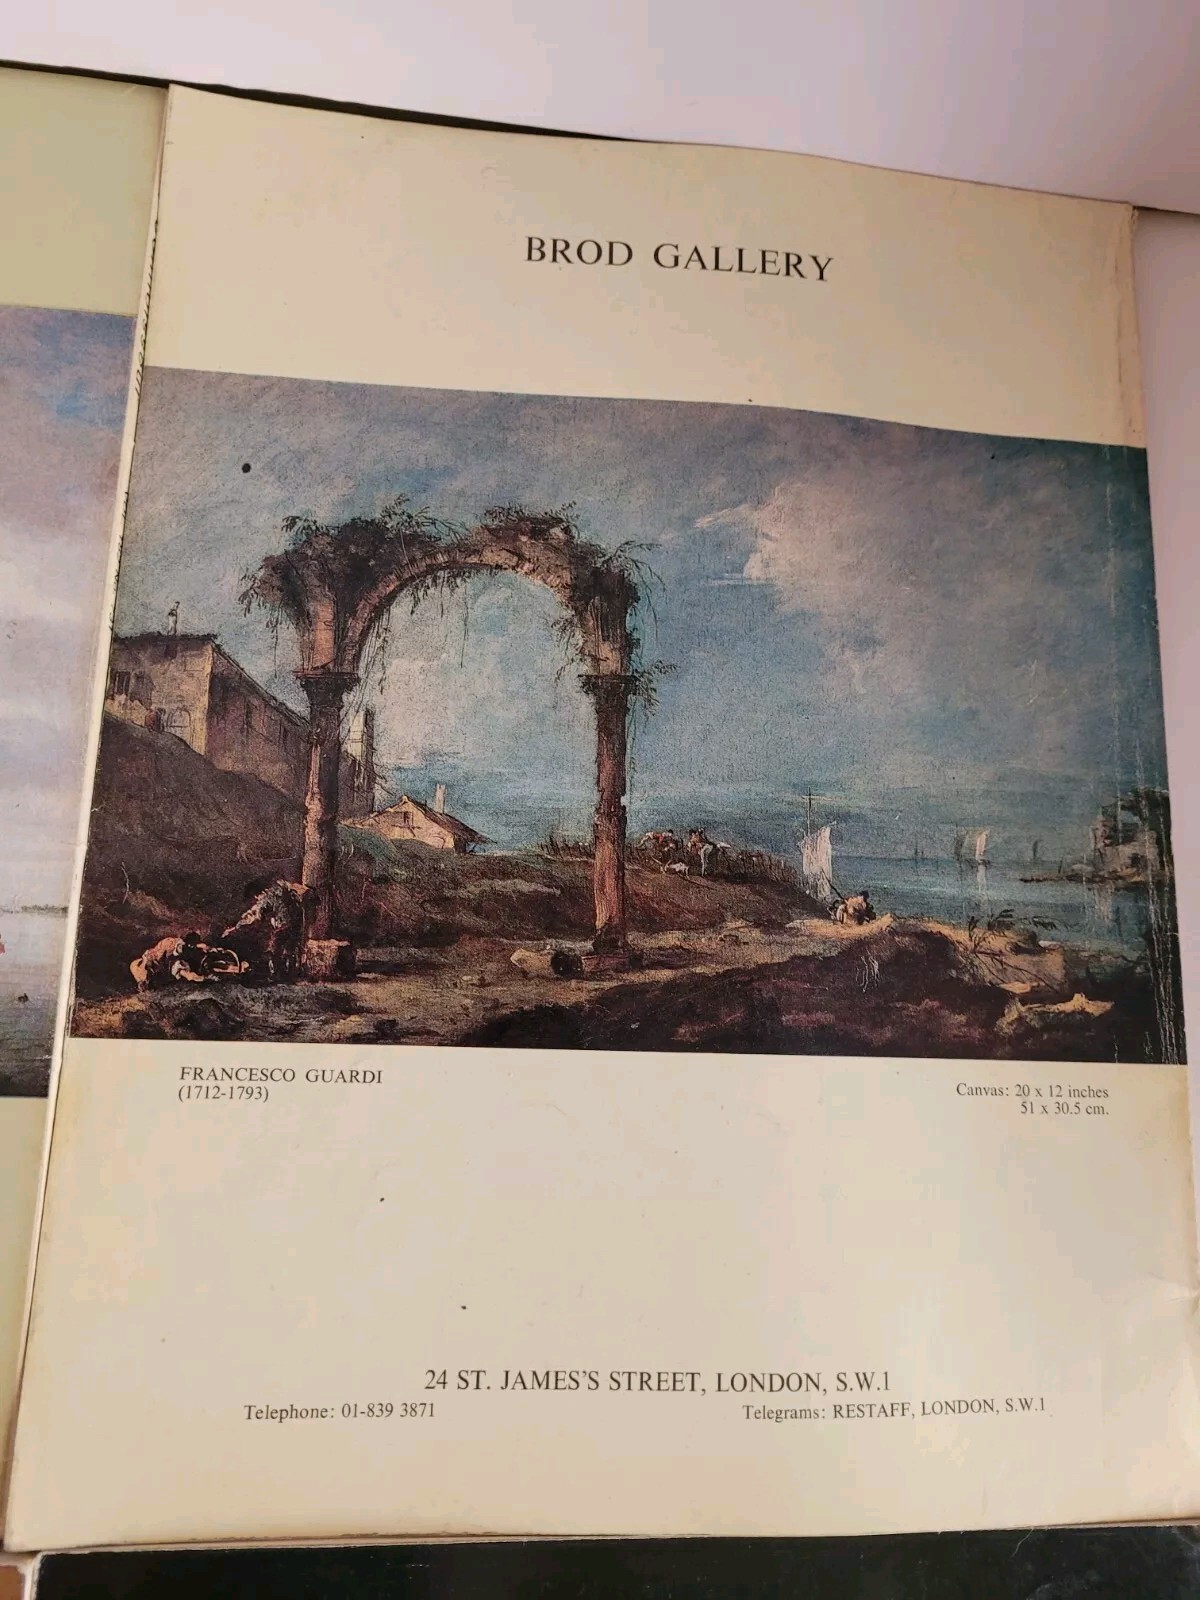 BROD GALLERY
FRANCESCO GUARDI
(1712-1793)
Canvas: 20 x 12 inches
51 x 30.5 cm.
24 ST. JAMES'S STREET, LONDON, S.W.1
Telephone: 01-839 3871
Telegrams: RESTAFF, LONDON, S.W.1